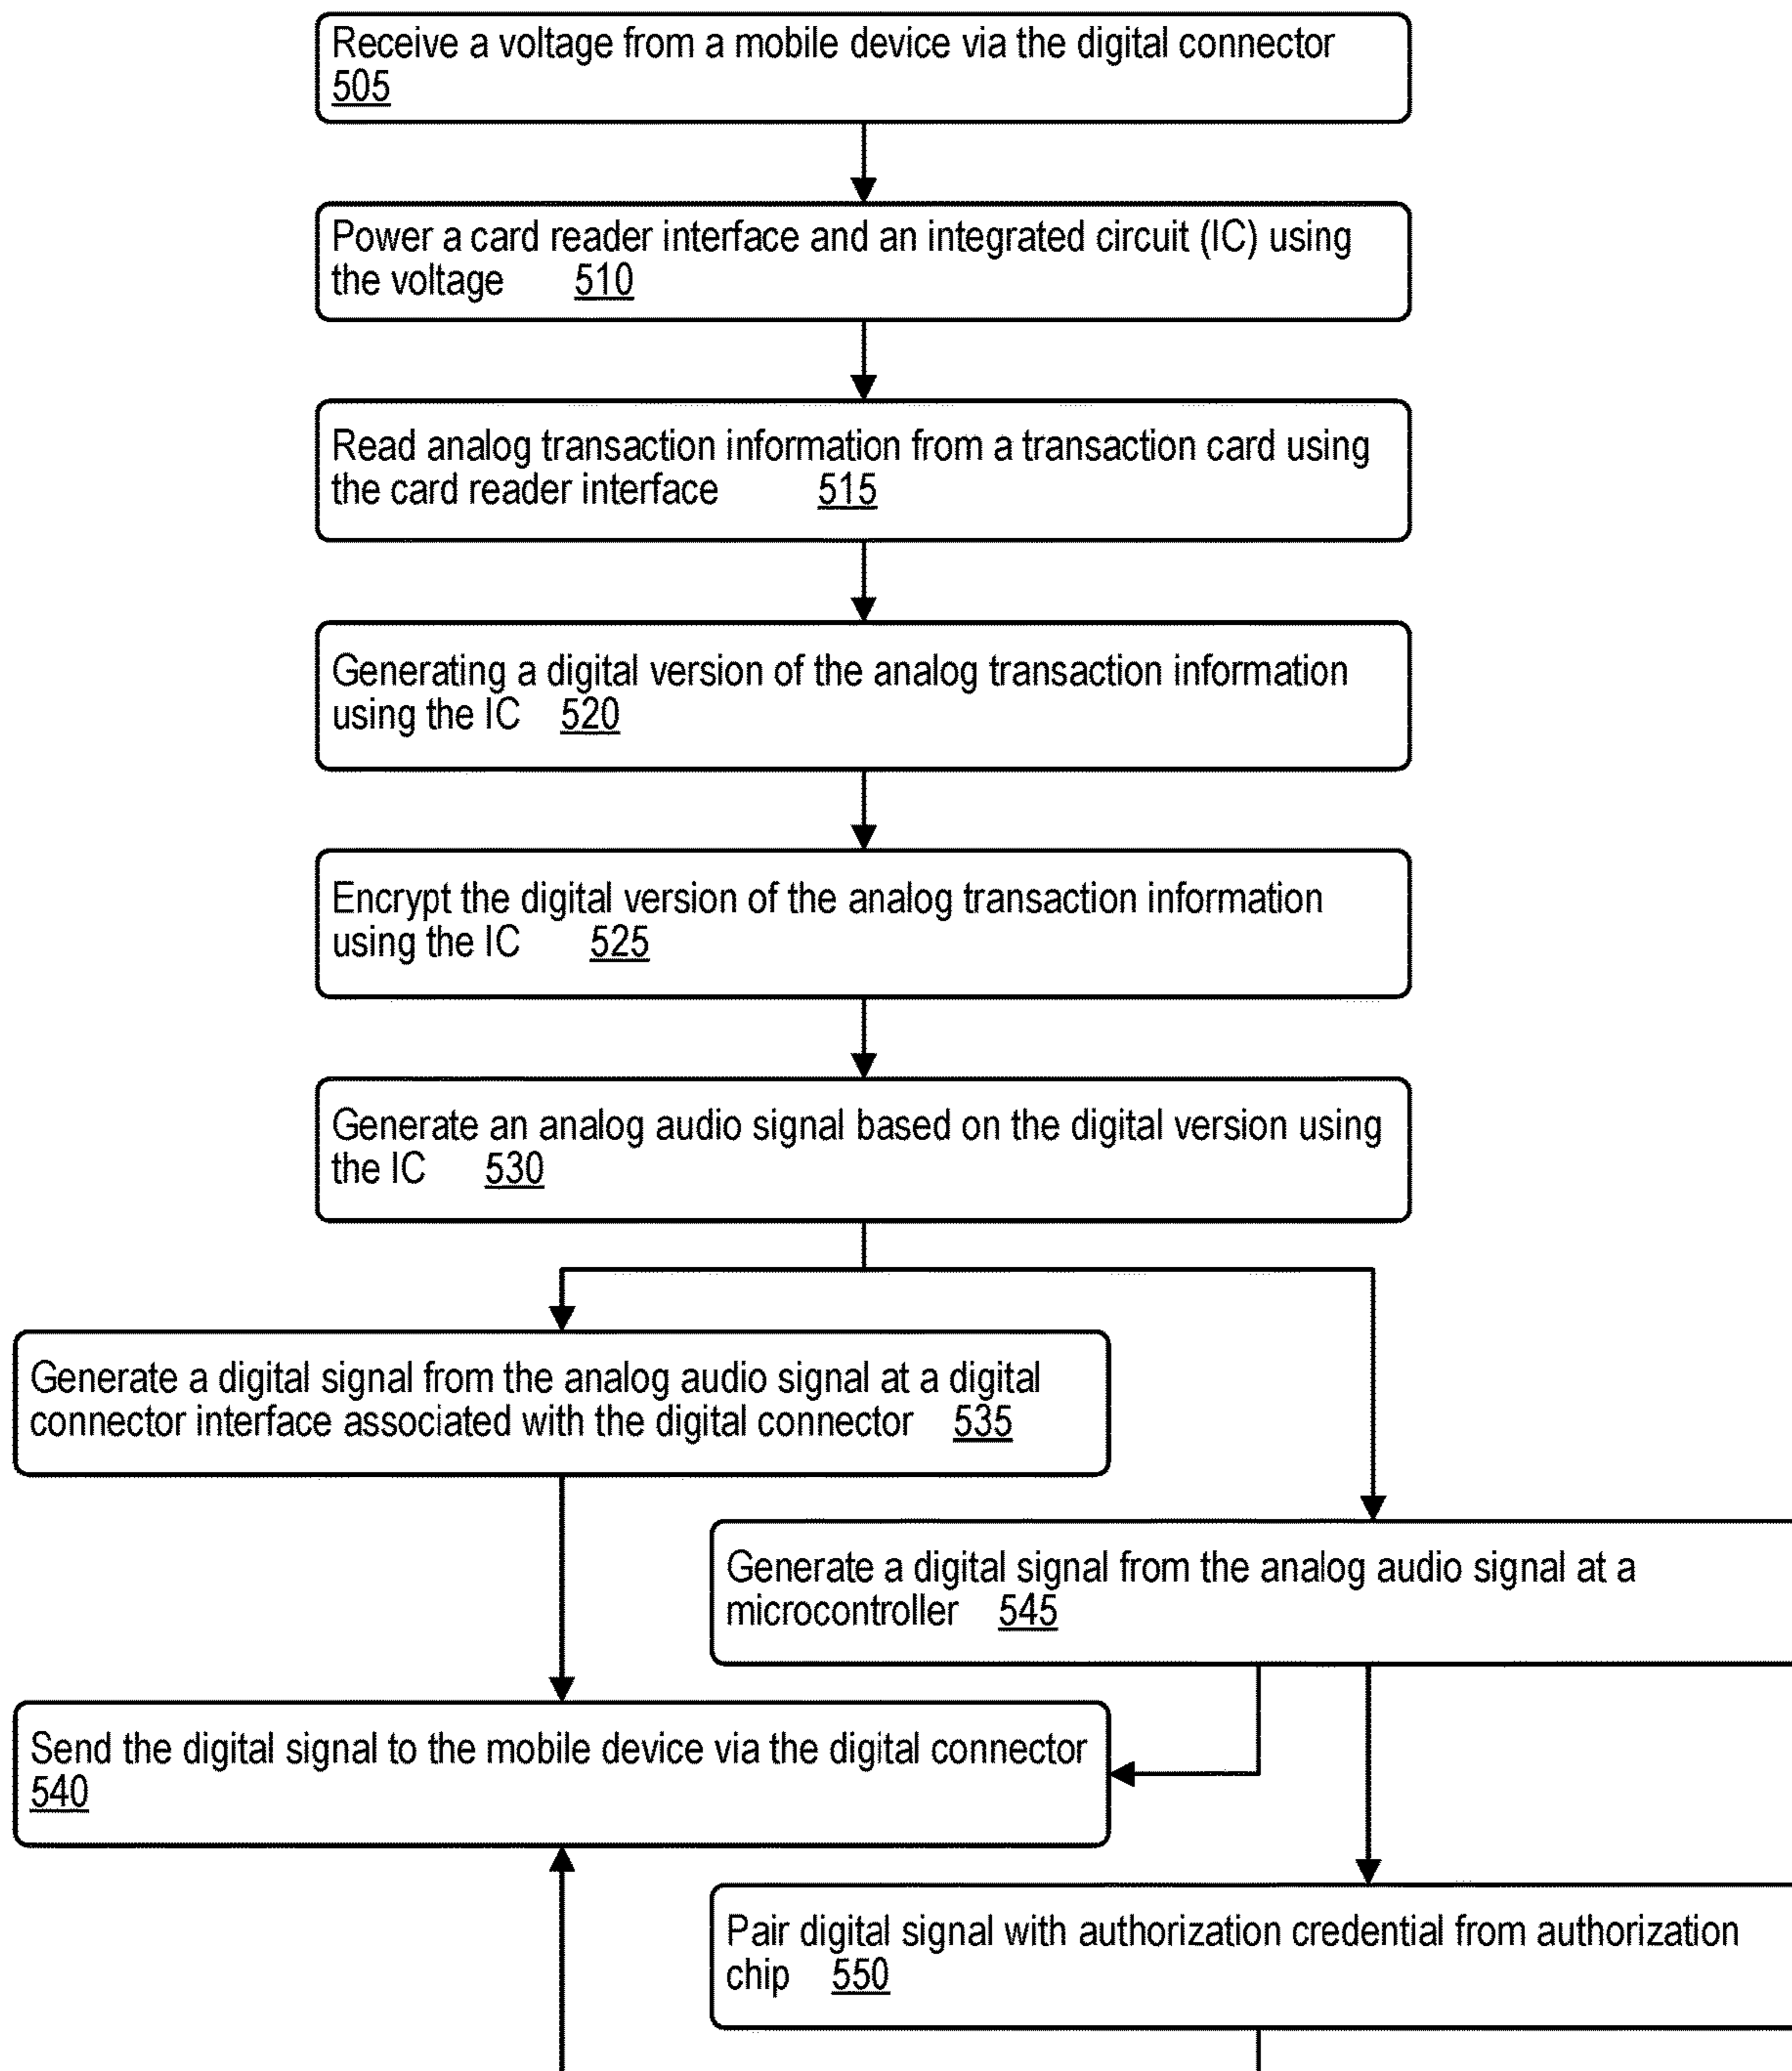 Receive a voltage from a mobile device via the digital connector
505
Power a card reader interface and an integrated circuit (IC) using
the voltage 510
Read analog transaction information from a transaction card using
the card reader interface 515
Generating a digital version of the analog transaction information
using the IC 520
Encrypt the digital version of the analog transaction information
using the IC 525
Generate an analog audio signal based on the digital version using
the IC 530
Generate a digital signal from the analog audio signal at a digital
connector interface associated with the digital connector 535
Generate a digital signal from the analog audio signal at a
microcontroller 545
Send the digital signal to the mobile device via the digital connector
540
Pair digital signal with authorization credential from authorization
chip 550